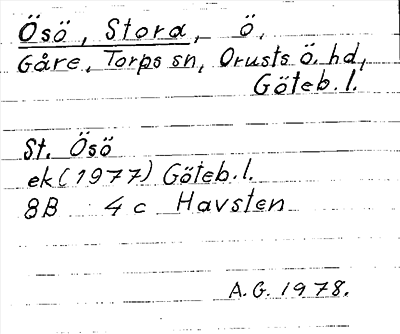 Ösö, Stora, ö,
Gåre, Torps sn, Orusts ö. hd,
Göteb. l.
St. Ösö
ek (1977) Göteb. l.
8B 4c Havsten
A.G. 1978.